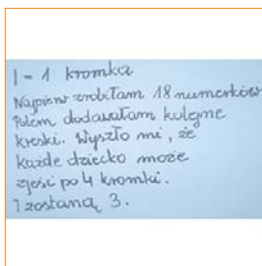 | = 1 kromka
Najpierw zrobiłam 18 numerków
Potem dodawałam kolejne
kreski. Wyszło mi, że
każde dziecko może
zjeść po 4 kromki.
I zostaną 3.